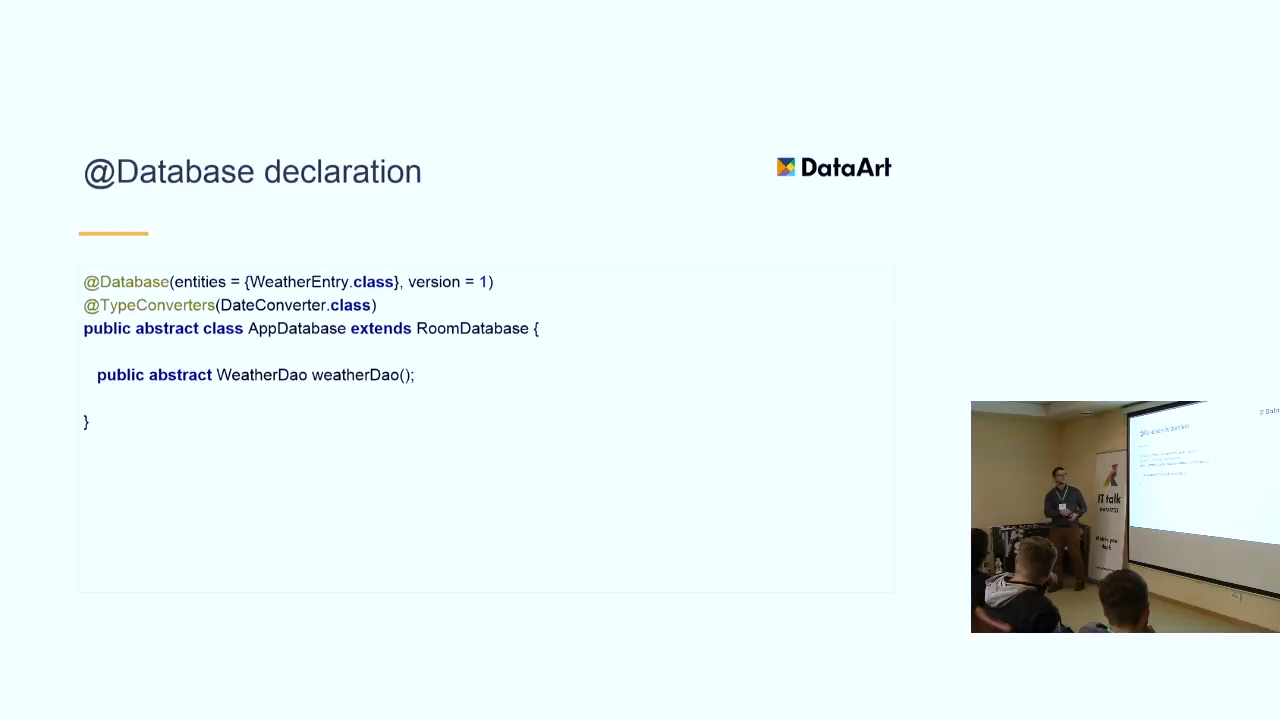 @Database declaration
DataArt
@Database(entities = {WeatherEntry.class}, version = 1)
@TypeConverters(DateConverter.class)
public abstract class AppDatabase extends RoomDatabase {
public abstract WeatherDao weatherDao();
}
IT talk